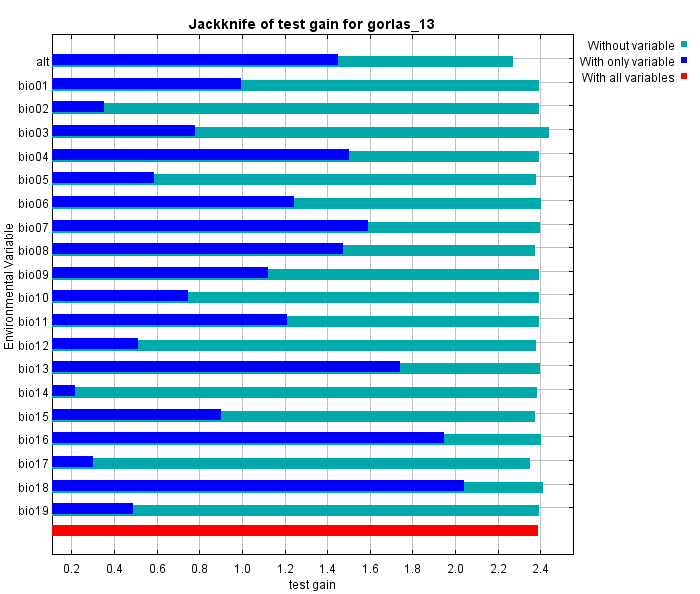 Jackknife of test gain for gorlas_13
Without variable
With only variable
With all variables
Environmental Variable
alt
bio01
bio02
bio03
bio04
bio05
bio06
bio07
bio08
bio09
bio10
bio11
bio12
bio13
bio14
bio15
bio16
bio17
bio18
bio19
0.2 0.4 0.6 0.8 1.0 1.2 1.4 1.6 1.8 2.0 2.2 2.4
test gain